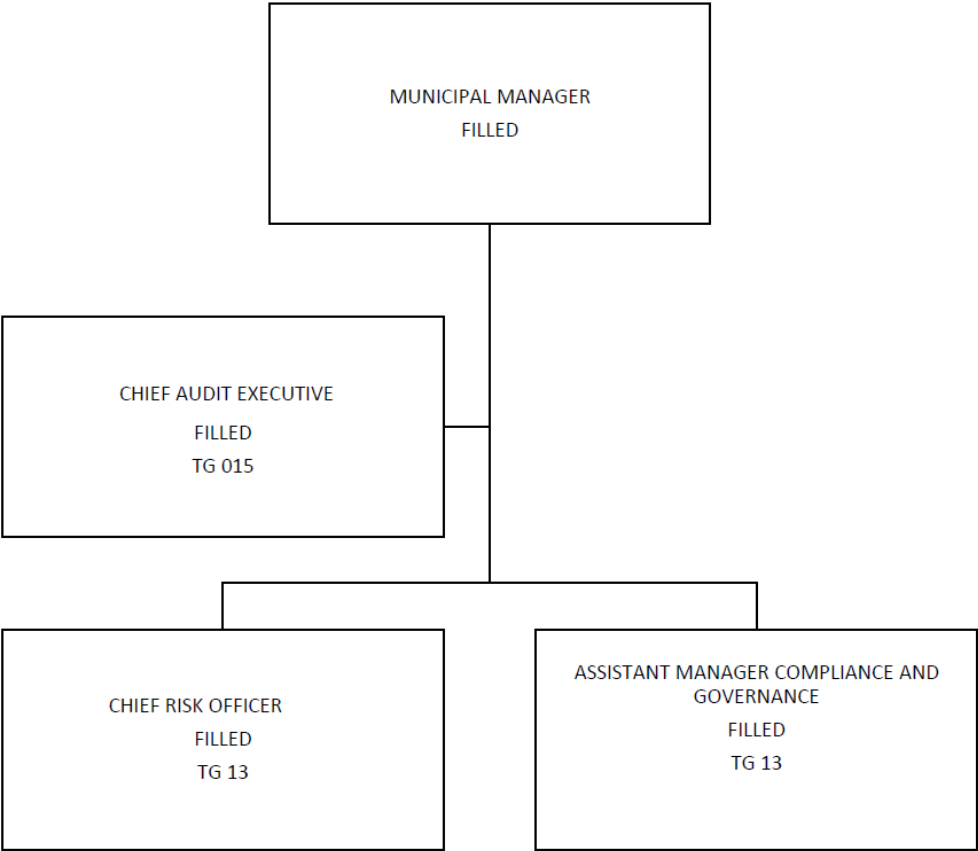 MUNICIPAL MANAGER
FILLED
CHIEF AUDIT EXECUTIVE
FILLED
TG 015
CHIEF RISK OFFICER
FILLED
TG 13
ASSISTANT MANAGER COMPLIANCE AND
GOVERNANCE
FILLED
TG 13